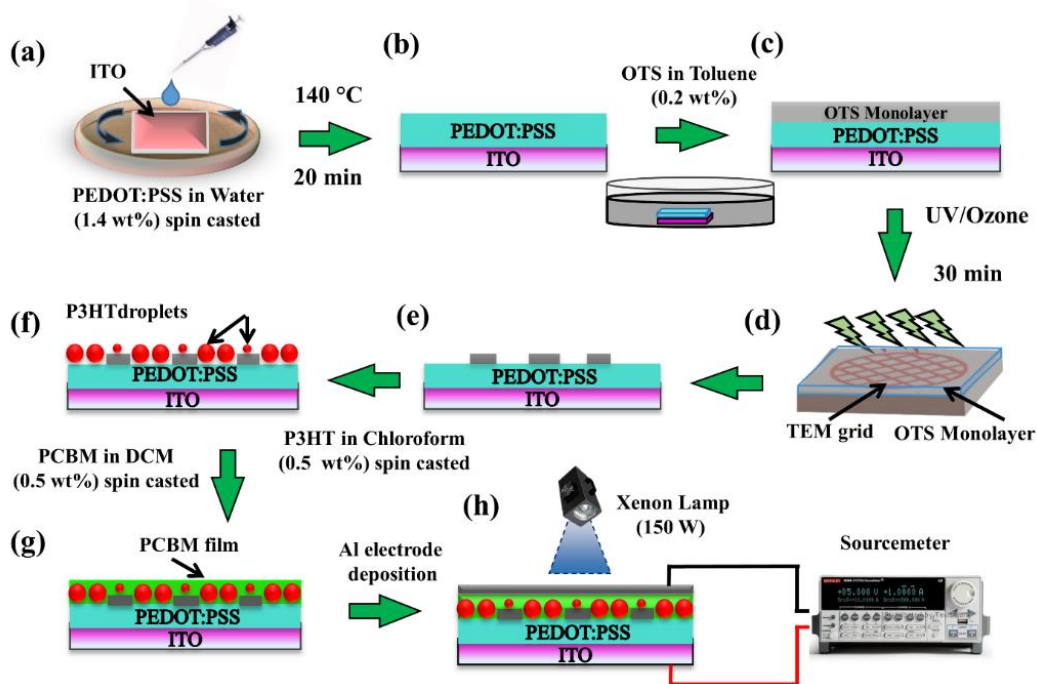 (a)
ITO
PEDOT:PSS in Water
(1.4 wt%) spin casted
140 °C
20 min
(b)
PEDOT:PSS
ITO
OTS in Toluene
(0.2 wt%)
(c)
OTS Monolayer
PEDOT:PSS
ITO
UV/Ozone
30 min
(d)
TEM grid
OTS Monolayer
(e)
PEDOT:PSS
ITO
P3HT in Chloroform
(0.5 wt%) spin casted
(f)
P3HTdroplets
PEDOT:PSS
ITO
PCBM in DCM
(0.5 wt%) spin casted
(g)
PCBM film
PEDOT:PSS
ITO
Al electrode
deposition
(h)
Xenon Lamp
(150 W)
PEDOT:PSS
ITO
Sourcemeter